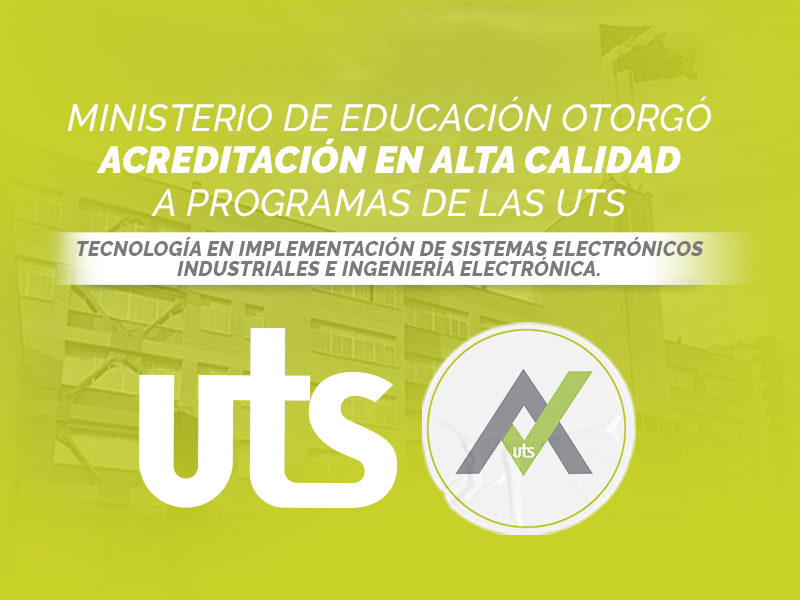 MINISTERIO DE EDUCACIÓN OTORGÓ
ACREDITACIÓN EN ALTA CALIDAD
A PROGRAMAS DE LAS UTS
TECNOLOGÍA EN IMPLEMENTACIÓN DE SISTEMAS ELECTRÓNICOS
INDUSTRIALES E INGENIERÍA ELECTRÓNICA.
uts
uts